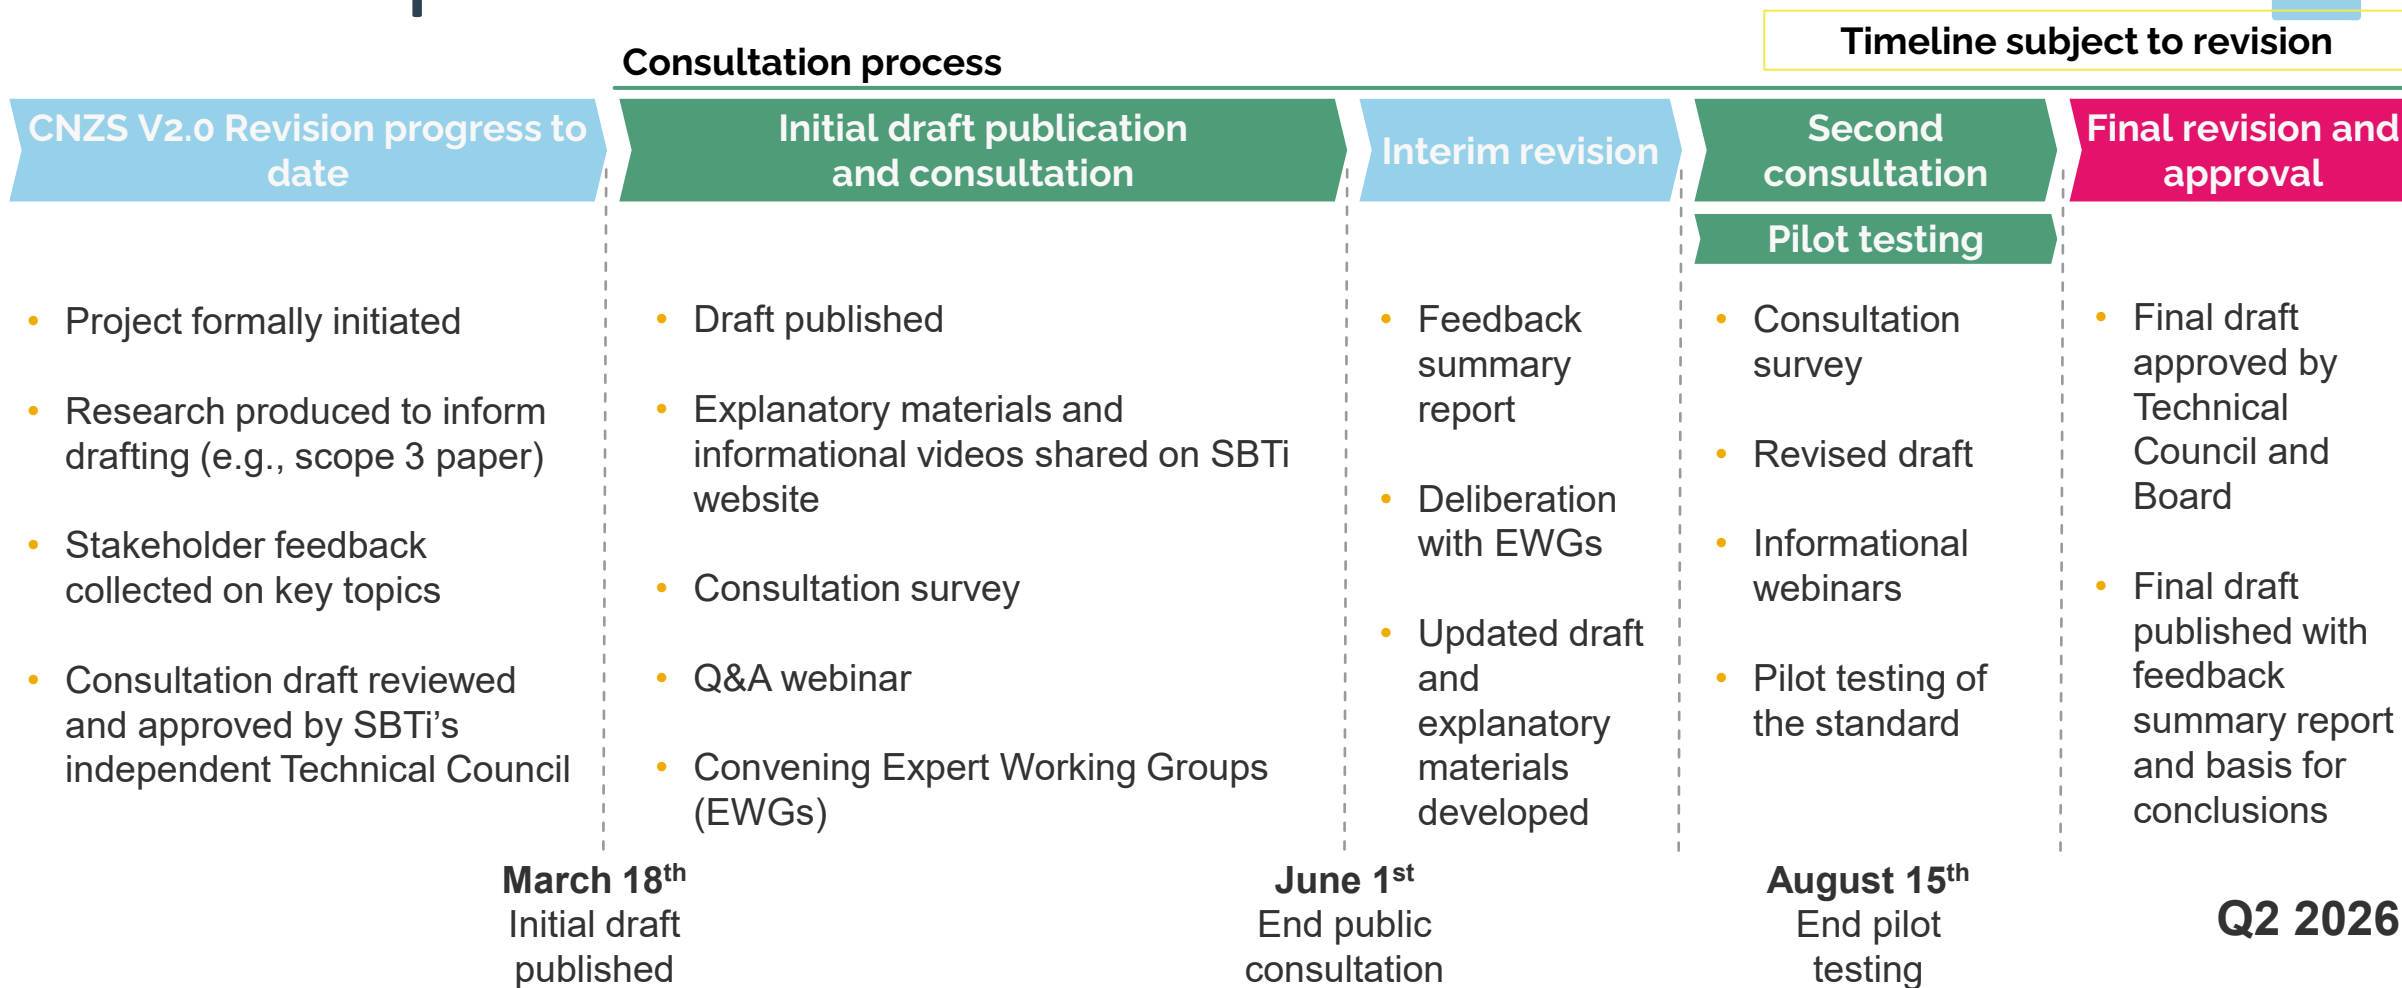 Timeline subject to revision
Consultation process
CNZS V2.0 Revision progress to
date
Initial draft publication
and consultation
Interim revision
Second
consultation
Final revision and
approval
Pilot testing
• Project formally initiated
• Research produced to inform
drafting (e.g., scope 3 paper)
• Stakeholder feedback
collected on key topics
• Consultation draft reviewed
and approved by SBTi’s
independent Technical Council
• Draft published
• Explanatory materials and
informational videos shared on SBTi
website
• Consultation survey
• Q&A webinar
• Convening Expert Working Groups
(EWGs)
• Feedback
summary
report
• Deliberation
with EWGs
• Updated draft
and
explanatory
materials
developed
• Consultation
survey
• Revised draft
• Informational
webinars
• Pilot testing of
the standard
• Final draft
approved by
Technical
Council and
Board
• Final draft
published with
feedback
summary report
and basis for
conclusions
March 18th
Initial draft
published
June 1st
End public
consultation
August 15th
End pilot
testing
Q2 2026